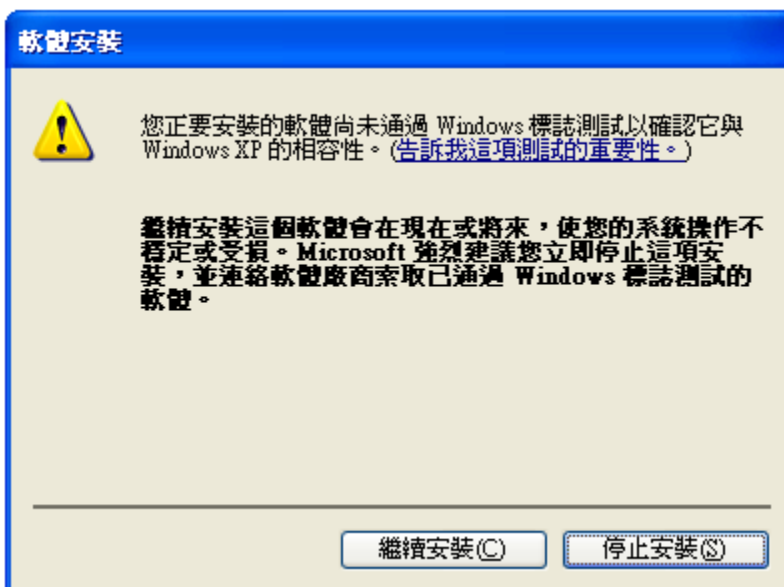 軟體安裝
您正要安裝的軟體尚未通過 Windows 標誌測試以確認它與
Windows XP 的相容性。(告訴我這項測試的重要性。)
繼續安裝這個軟體會在現在或將來，使您的系統操作不
穩定或受損。Microsoft 強烈建議您立即停止這項安
裝，並連絡軟體廠商索取已通過 Windows 標誌測試的
軟體。
繼續安裝(C)
停止安裝(S)